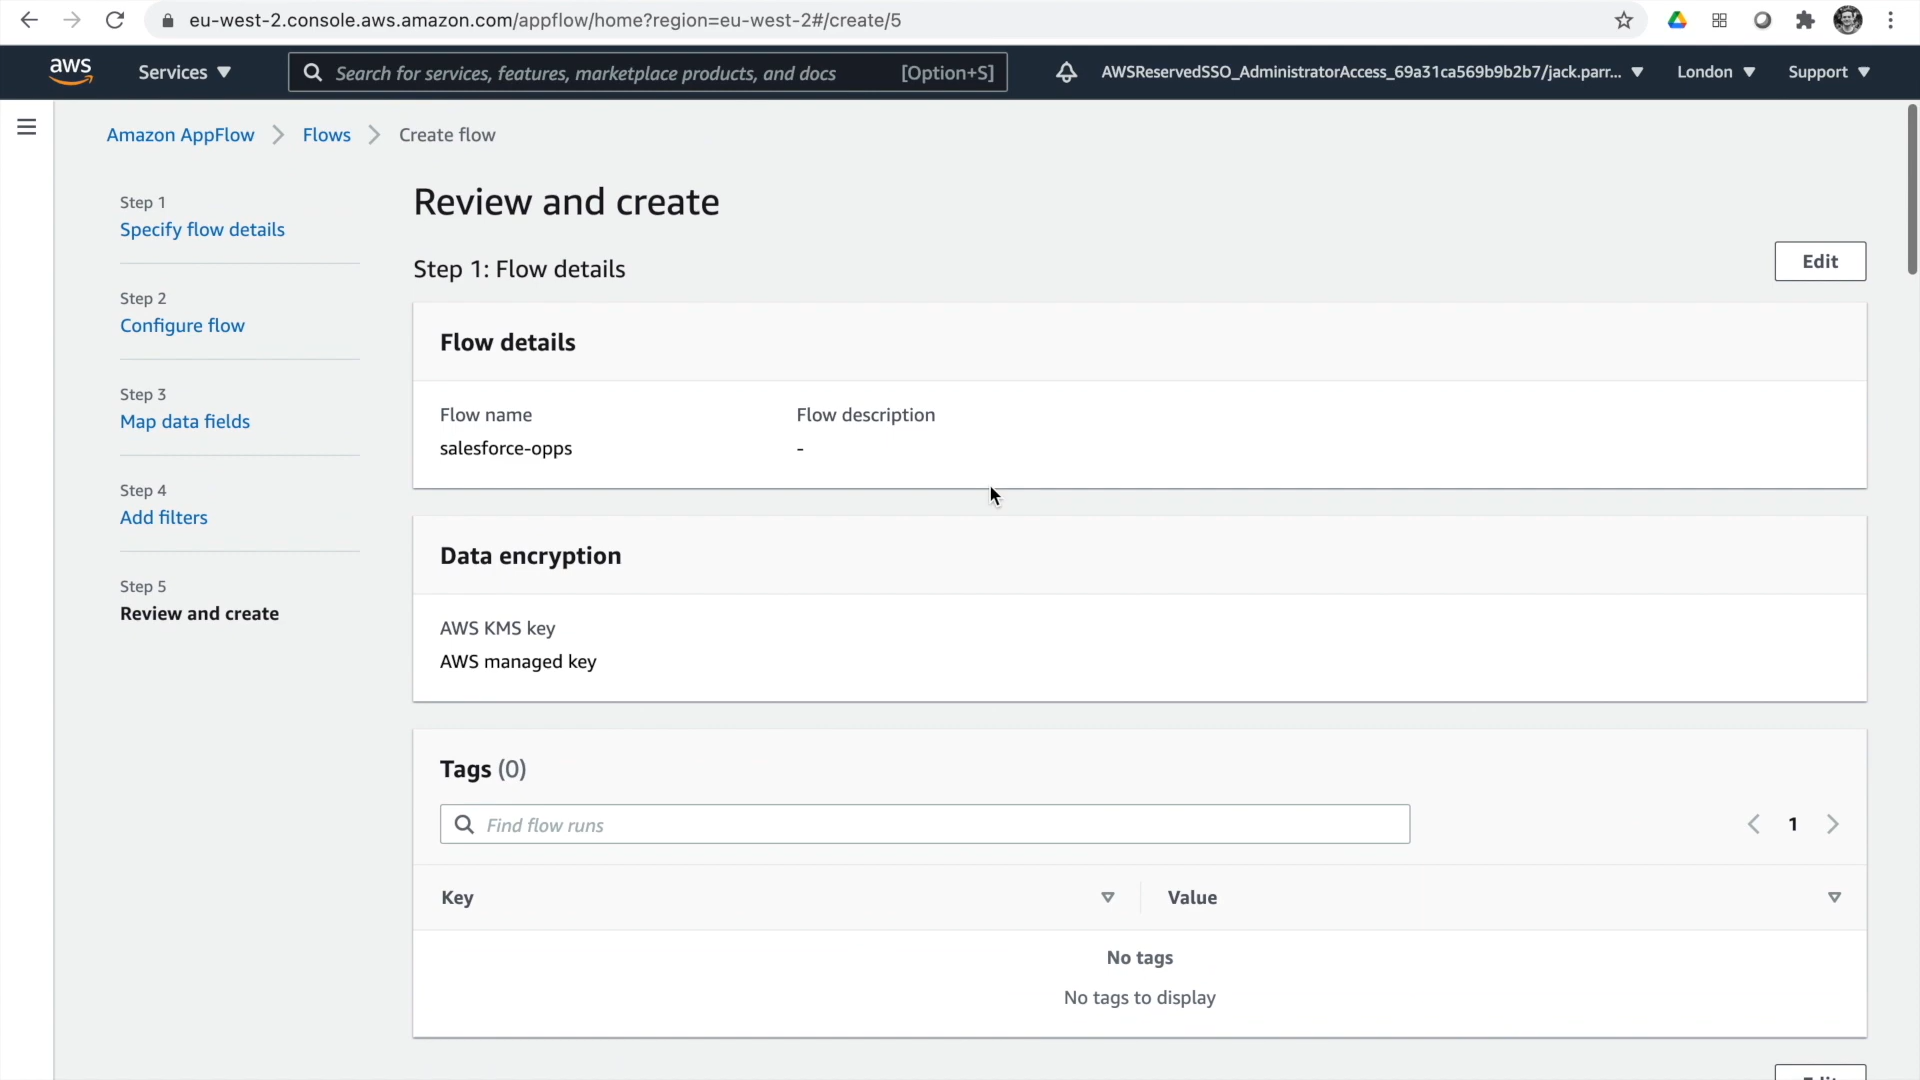 eu-west-2.console.aws.amazon.com/appflow/home?region=eu-west-2#/create/5
aws
Services
Search for services, features, marketplace products, and docs
[Option+S]
AWSReservedSSO_AdministratorAccess_69a31ca569b9b2b7/jack.parr...
London
Support
Amazon AppFlow
Flows
Create flow
Step 1
Specify flow details
Step 2
Configure flow
Step 3
Map data fields
Step 4
Add filters
Step 5
Review and create
Review and create
Step 1: Flow details
Edit
Flow details
Flow name
Flow description
salesforce-opps
-
Data encryption
AWS KMS key
AWS managed key
Tags (0)
Find flow runs
1
Key
Value
No tags
No tags to display